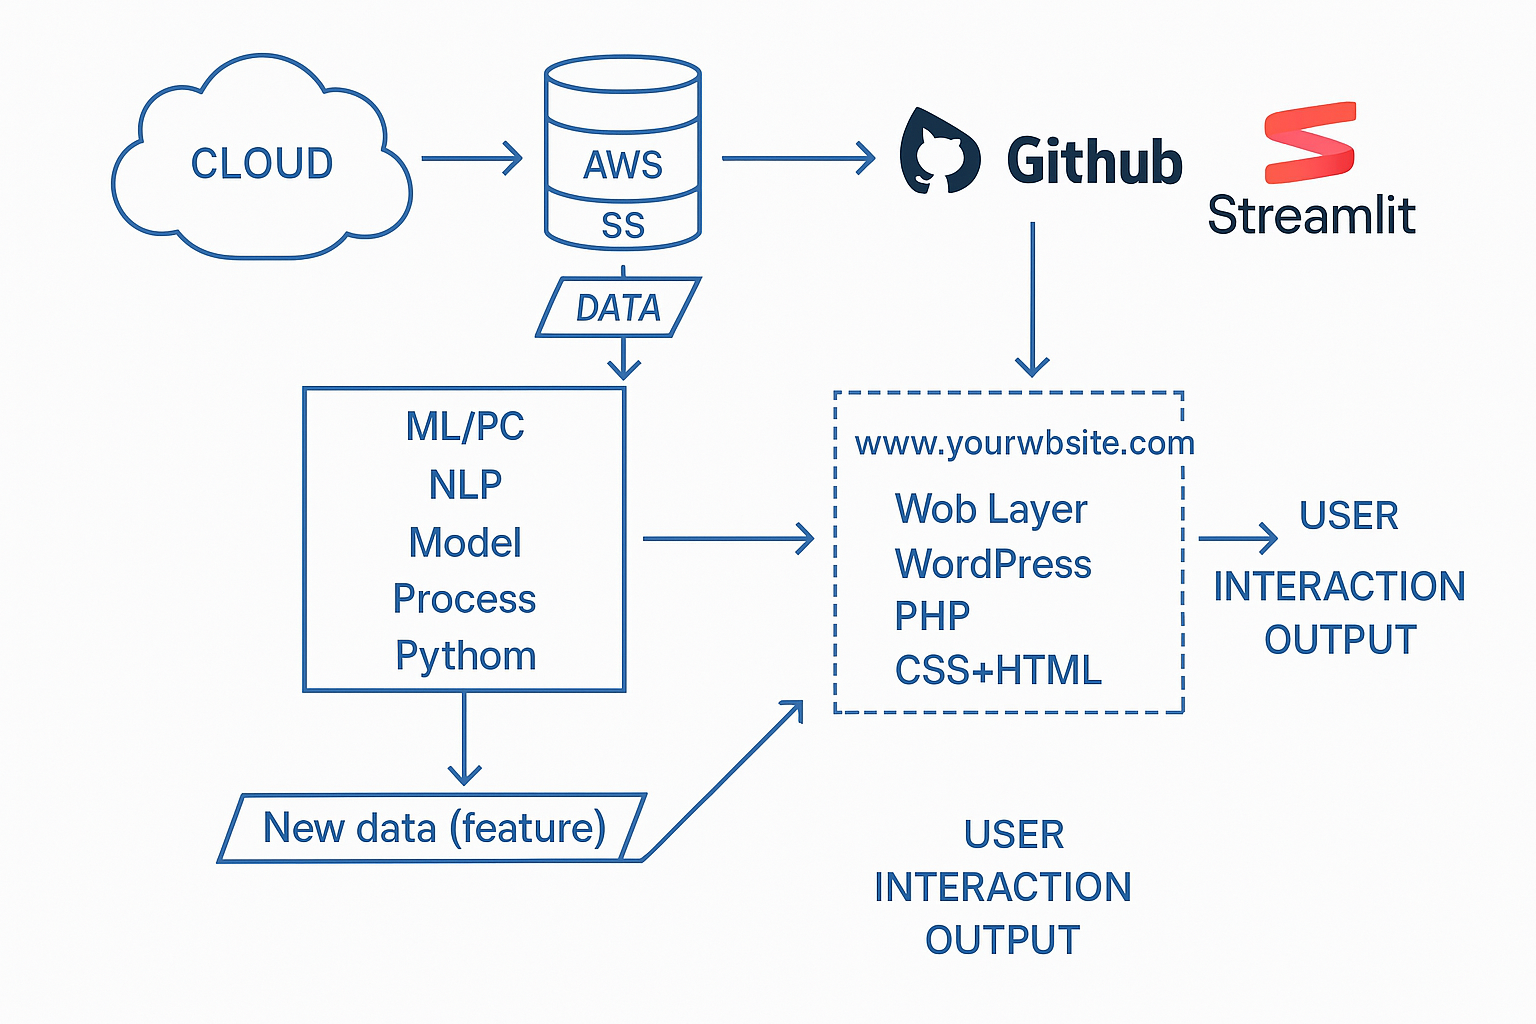 CLOUD
AWS
SS
Github
Streamlit
DATA
ML/PC
NLP
Model
Process
Pythom
www.yourwbsite.com
Wob Layer
WordPress
PHP
CSS+HTML
USER
INTERACTION
OUTPUT
New data (feature)
USER
INTERACTION
OUTPUT